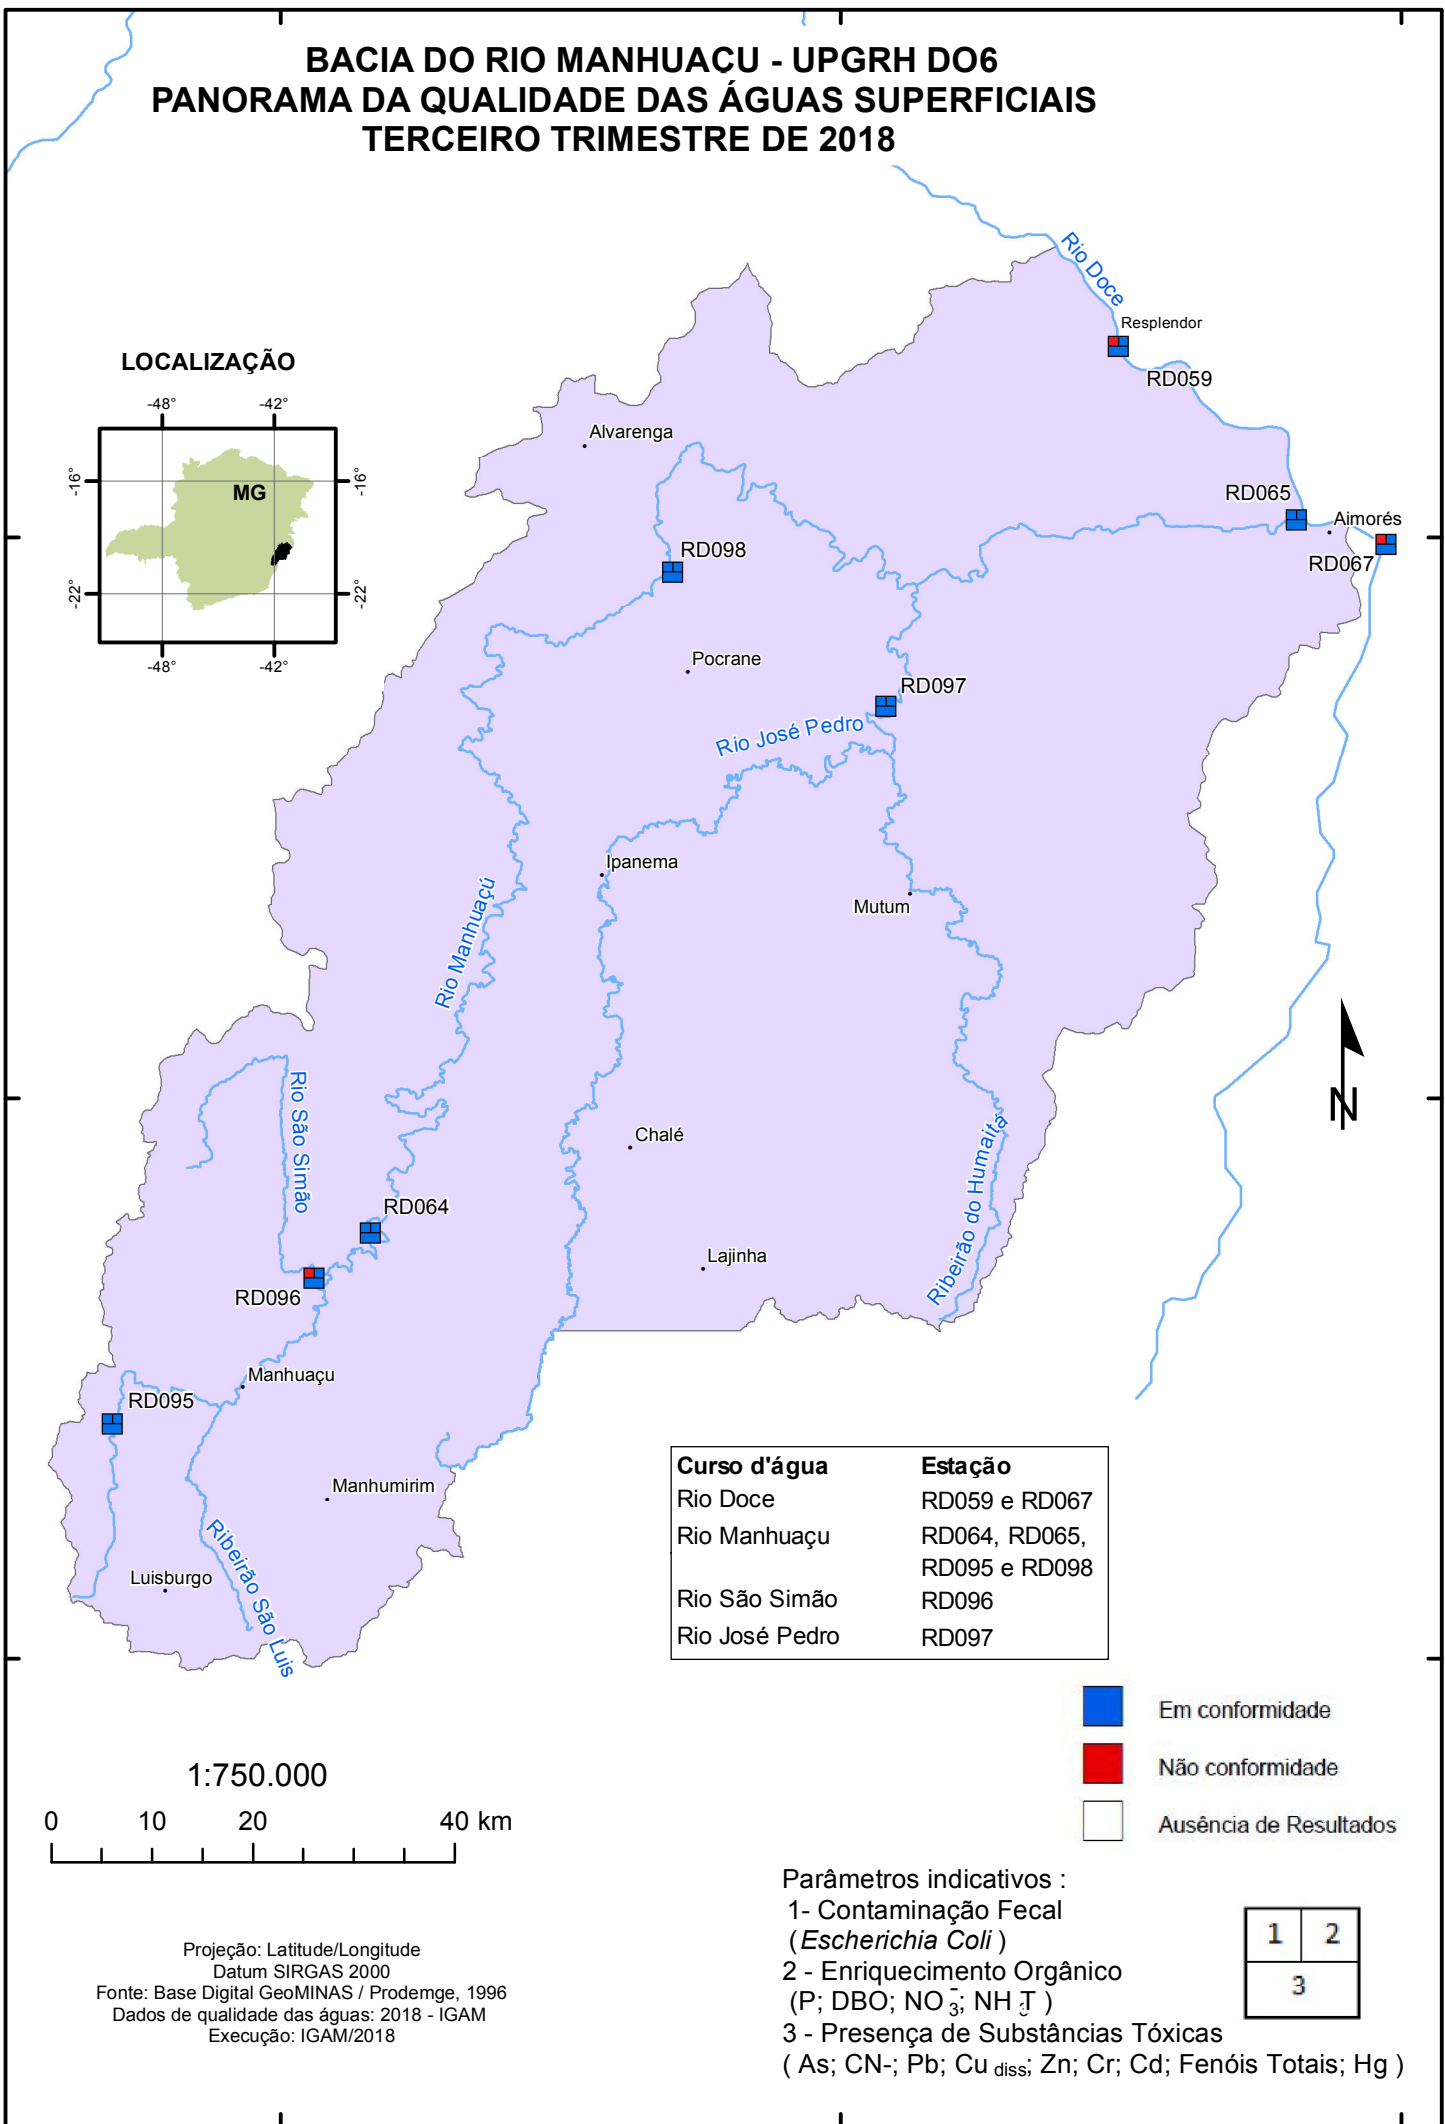 BACIA DO RIO MANHUAÇU - UPGRH DO6
PANORAMA DA QUALIDADE DAS ÁGUAS SUPERFICIAIS
TERCEIRO TRIMESTRE DE 2018
Rio Doce
Resplendor
RD059
LOCALIZAÇÃO
-48°
-42°
-16°
MG
-16°
-22°
-22°
-48°
-42°
Alvarenga
RD065
Aimorés
RD067
RD098
Pocrane
RD097
Rio José Pedro
Ipanema
Mutum
Rio Manhuaçú
Rio São Simão
Chalé
Ribeirão do Humaitá
RD064
Lajinha
RD096
N
Manhuaçu
RD095
Manhumirim
Luisburgo
Ribeirão São Luis
Curso d'água Estação
Rio Doce RD059 e RD067
Rio Manhuaçu RD064, RD065,
RD095 e RD098
Rio São Simão RD096
Rio José Pedro RD097
Em conformidade
Não conformidade
Ausência de Resultados
1:750.000
0 10 20 40 km
Projeção: Latitude/Longitude
Datum SIRGAS 2000
Fonte: Base Digital GeoMINAS / Prodemge, 1996
Dados de qualidade das águas: 2018 - IGAM
Execução: IGAM/2018
Parâmetros indicativos :
1- Contaminação Fecal
(Escherichia Coli )
2 - Enriquecimento Orgânico
(P; DBO; NO3-; NH3T )
3 - Presença de Substâncias Tóxicas
( As; CN-; Pb; Cu diss; Zn; Cr; Cd; Fenóis Totais; Hg )
1 2
3